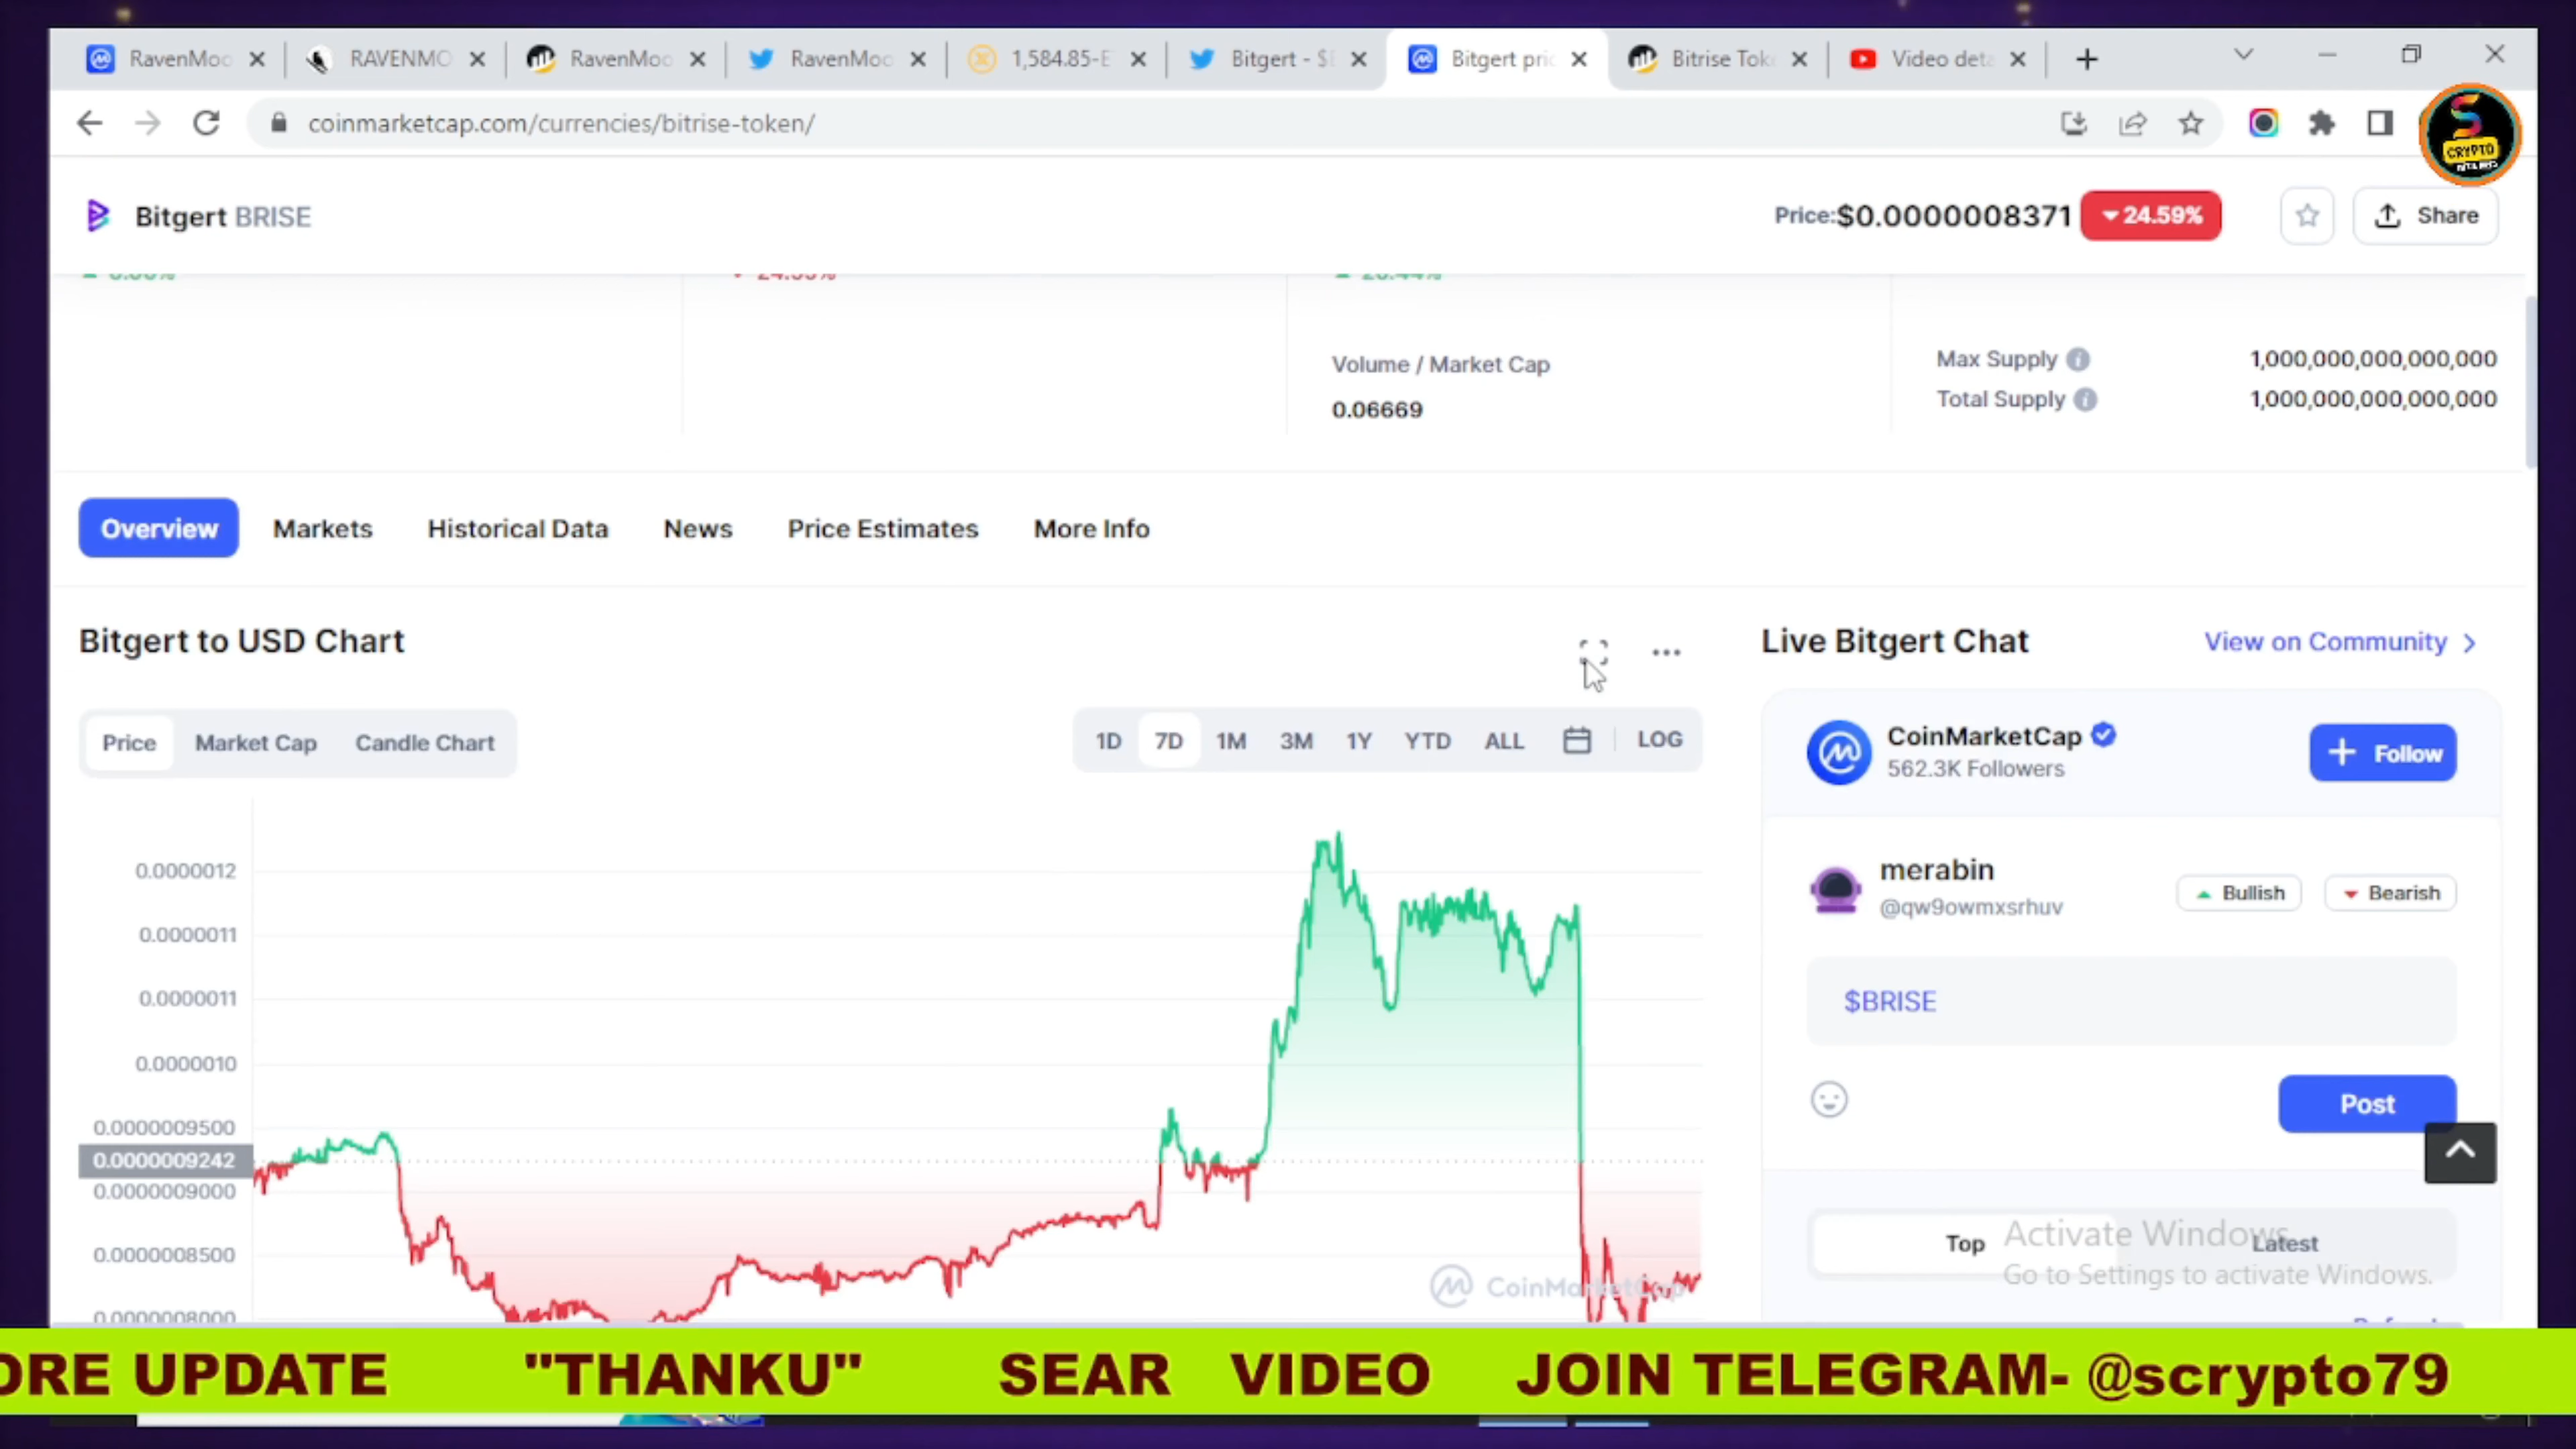 RavenMoo
RAVENMO
RavenMoo
RavenMoo
1,584.85-E
Bitgert - $
Bitgert pric
Bitrise Tok
Video deta
coinmarketcap.com/currencies/bitrise-token/
S
CRYPTO
Bitgert BRISE
Price:$0.0000008371
24.59%
Share
Volume / Market Cap
0.06669
Max Supply
1,000,000,000,000,000
Total Supply
1,000,000,000,000,000
Overview
Markets
Historical Data
News
Price Estimates
More Info
Bitgert to USD Chart
Live Bitgert Chat
View on Community
Price
Market Cap
Candle Chart
1D
7D
1M
3M
1Y
YTD
ALL
LOG
CoinMarketCap
562.3K Followers
Follow
merabin
@qw9owmxsrhuv
Bullish
Bearish
$BRISE
Post
0.0000012
0.0000011
0.0000011
0.0000010
0.0000009500
0.0000009242
0.0000009000
0.0000008500
0.0000008000
CoinMarketCap
Top
Latest
Activate Windows
Go to Settings to activate Windows.
ORE UPDATE "THANKU" SEAR VIDEO JOIN TELEGRAM- @scrypto79